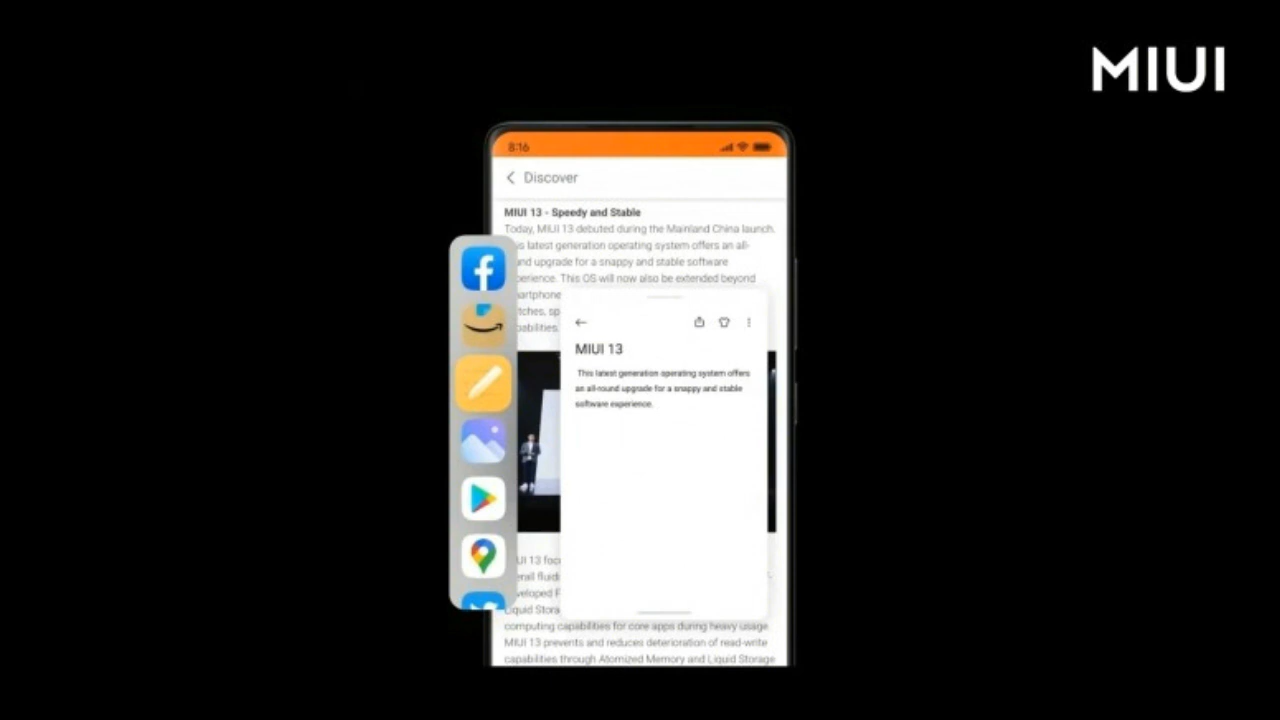 MIUI
8:16
Discover
MIUI 13 - Speedy and Stable
Today, MIUI 13 debuted during the Mainland China launch.
latest generation operating system offers an all-
upgrade for a snappy and stable software
This OS will now also be extended beyond
MIUI 13
This latest generation operating system offers
an all-round upgrade for a snappy and stable
software experience.
13
computing capabilities for core apps during heavy usage.
MIUI 13 prevents and reduces deterioration of read-write
capabilities through Atomized Memory and Liquid Storage